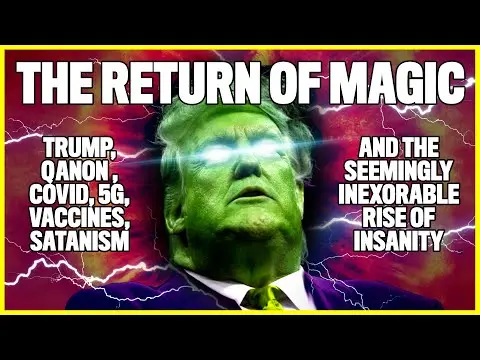 THE RETURN OF MAGIC
TRUMP,
QANON,
COVID, 5G,
VACCINES,
SATANISM
AND THE
SEEMINGLY
INEXORABLE
RISE OF
INSANITY